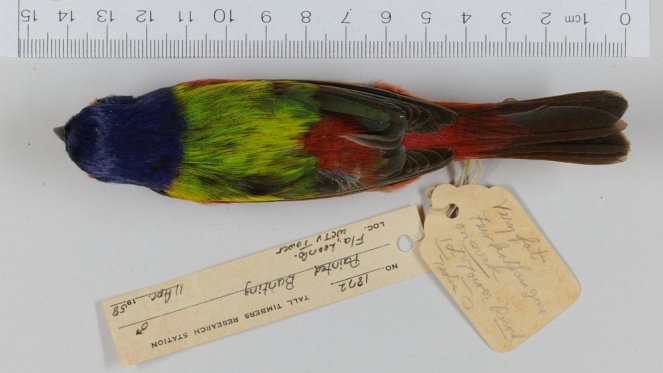 15 14 13 12 11 10 9 8 7 6 5 4 3 2 1cm 0
TALL TIMBERS RESEARCH STATION
NO. 1872
♂
Painted Bunting
11 Apr. 1958
LOC. Fla., Leon Co.
WCTV Tower
Very fat